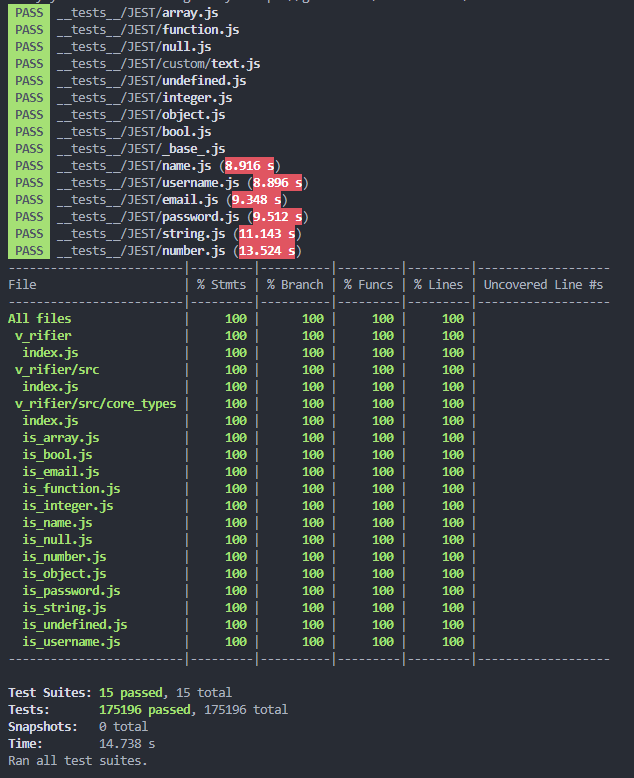 PASS __tests__/JEST/array.js
PASS __tests__/JEST/function.js
PASS __tests__/JEST/null.js
PASS __tests__/JEST/custom/text.js
PASS __tests__/JEST/undefined.js
PASS __tests__/JEST/integer.js
PASS __tests__/JEST/object.js
PASS __tests__/JEST/bool.js
PASS __tests__/JEST/_base_.js
PASS __tests__/JEST/name.js (8.916 s)
PASS __tests__/JEST/username.js (8.896 s)
PASS __tests__/JEST/email.js (9.348 s)
PASS __tests__/JEST/password.js (9.512 s)
PASS __tests__/JEST/string.js (11.143 s)
PASS __tests__/JEST/number.js (13.524 s)
-------------------------|---------|----------|---------|---------|-------------------
File | % Stmts | % Branch | % Funcs | % Lines | Uncovered Line #s
-------------------------|---------|----------|---------|---------|-------------------
All files | 100 | 100 | 100 | 100 |
v_rifier | 100 | 100 | 100 | 100 |
index.js | 100 | 100 | 100 | 100 |
v_rifier/src | 100 | 100 | 100 | 100 |
index.js | 100 | 100 | 100 | 100 |
v_rifier/src/core_types | 100 | 100 | 100 | 100 |
index.js | 100 | 100 | 100 | 100 |
is_array.js | 100 | 100 | 100 | 100 |
is_bool.js | 100 | 100 | 100 | 100 |
is_email.js | 100 | 100 | 100 | 100 |
is_function.js | 100 | 100 | 100 | 100 |
is_integer.js | 100 | 100 | 100 | 100 |
is_name.js | 100 | 100 | 100 | 100 |
is_null.js | 100 | 100 | 100 | 100 |
is_number.js | 100 | 100 | 100 | 100 |
is_object.js | 100 | 100 | 100 | 100 |
is_password.js | 100 | 100 | 100 | 100 |
is_string.js | 100 | 100 | 100 | 100 |
is_undefined.js | 100 | 100 | 100 | 100 |
is_username.js | 100 | 100 | 100 | 100 |
-------------------------|---------|----------|---------|---------|-------------------
Test Suites: 15 passed, 15 total
Tests: 175196 passed, 175196 total
Snapshots: 0 total
Time: 14.738 s
Ran all test suites.